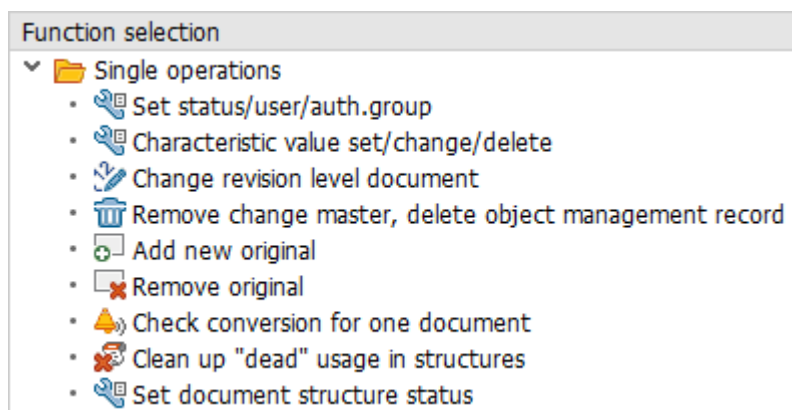 Function selection
Single operations
Set status/user/auth.group
Characteristic value set/change/delete
Change revision level document
Remove change master, delete object management record
Add new original
Remove original
Check conversion for one document
Clean up "dead" usage in structures
Set document structure status